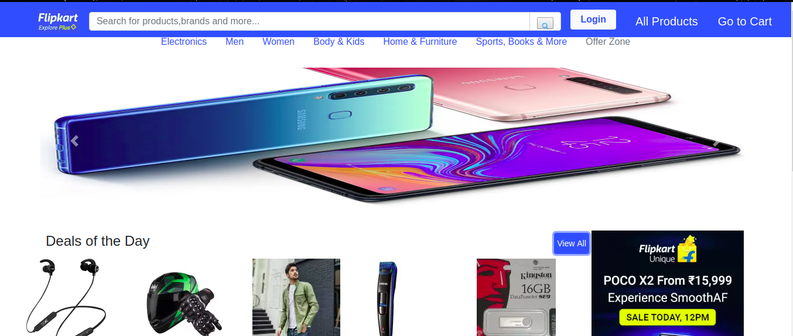 Flipkart
Explore Plus
Search for products,brands and more...
Login
All Products
Go to Cart
Electronics Men Women Body & Kids Home & Furniture Sports, Books & More Offer Zone
SAMSUNG
Deals of the Day
View All
Flipkart
Unique
POCO X2 From ₹15,999
Experience SmoothAF
SALE TODAY, 12PM
Kingston
16GB